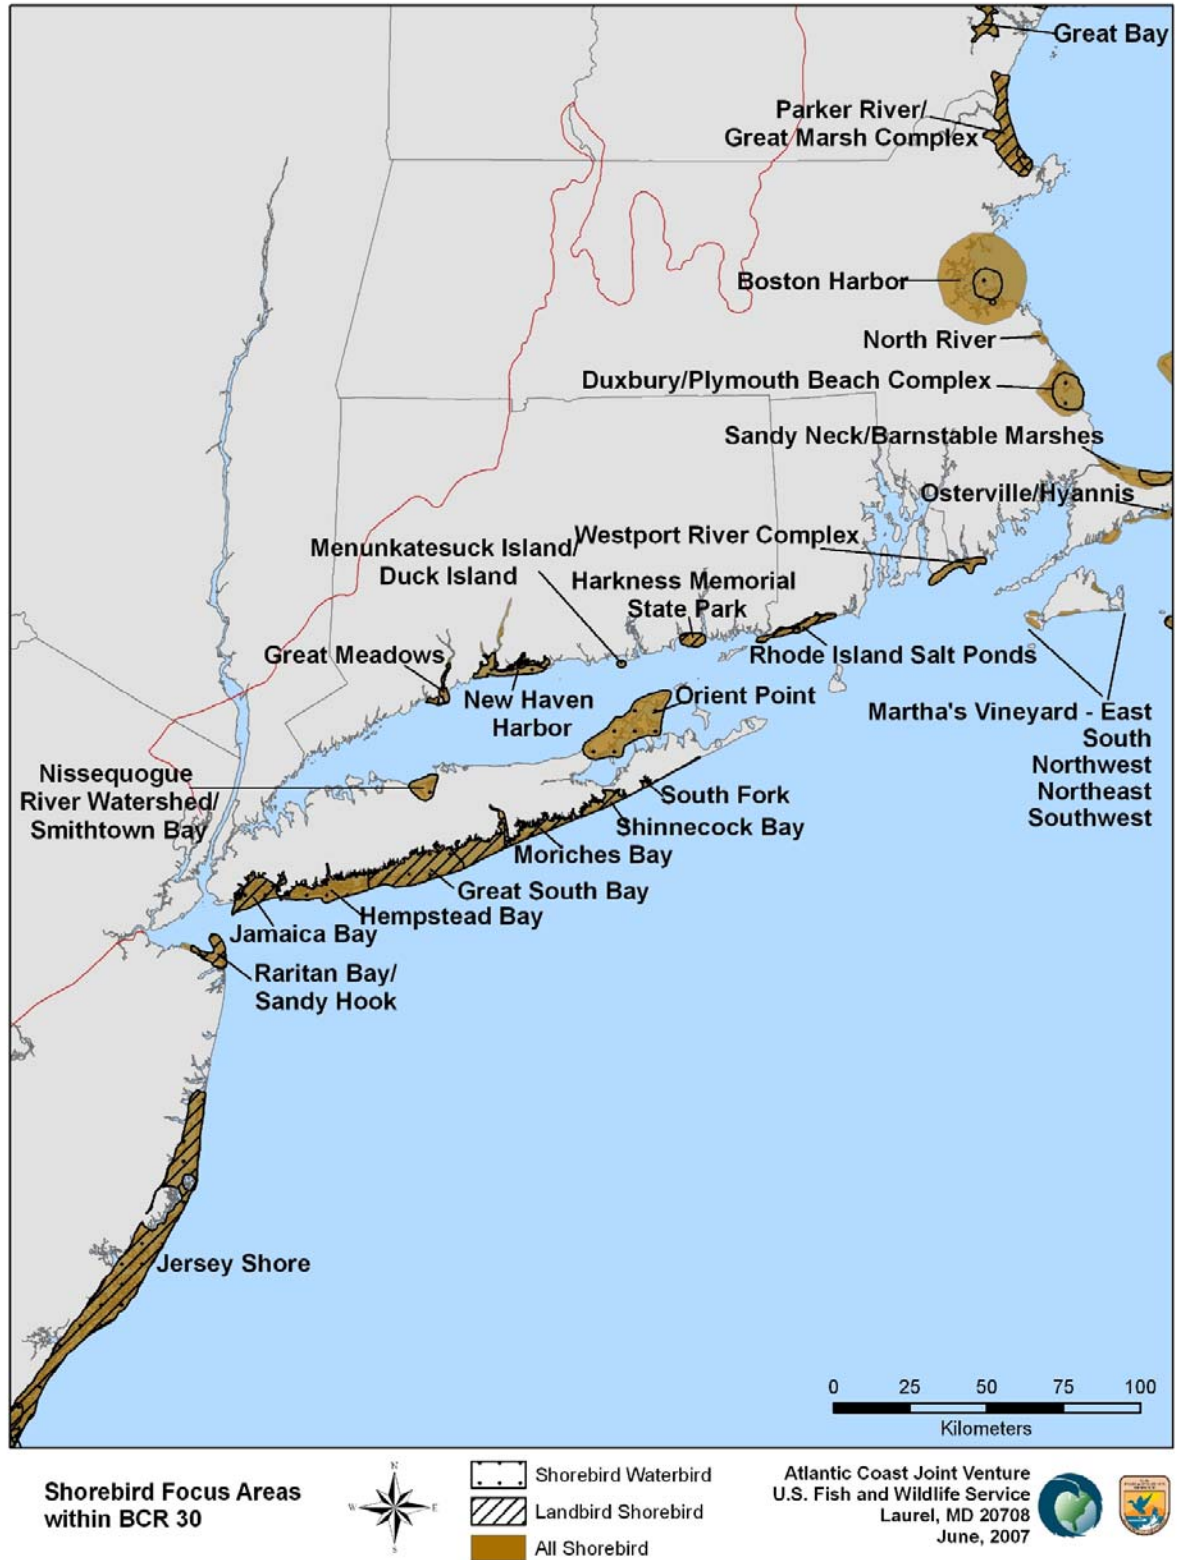 Great Bay
Parker River/
Great Marsh Complex
Boston Harbor
North River
Duxbury/Plymouth Beach Complex
Sandy Neck/Barnstable Marshes
Osterville/Hyannis
Westport River Complex
Menunkatesuck Island/
Duck Island
Harkness Memorial
State Park
Great Meadows
Rhode Island Salt Ponds
New Haven
Harbor
Orient Point
Martha's Vineyard - East
South
Northwest
Northeast
Southwest
Nissequogue
River Watershed/
Smithtown Bay
South Fork
Shinnecock Bay
Moriches Bay
Great South Bay
Hempstead Bay
Jamaica Bay
Raritan Bay/
Sandy Hook
Jersey Shore
0 25 50 75 100
Kilometers
Shorebird Focus Areas
within BCR 30
N
W E
S
Shorebird Waterbird
Landbird Shorebird
All Shorebird
Atlantic Coast Joint Venture
U.S. Fish and Wildlife Service
Laurel, MD 20708
June, 2007